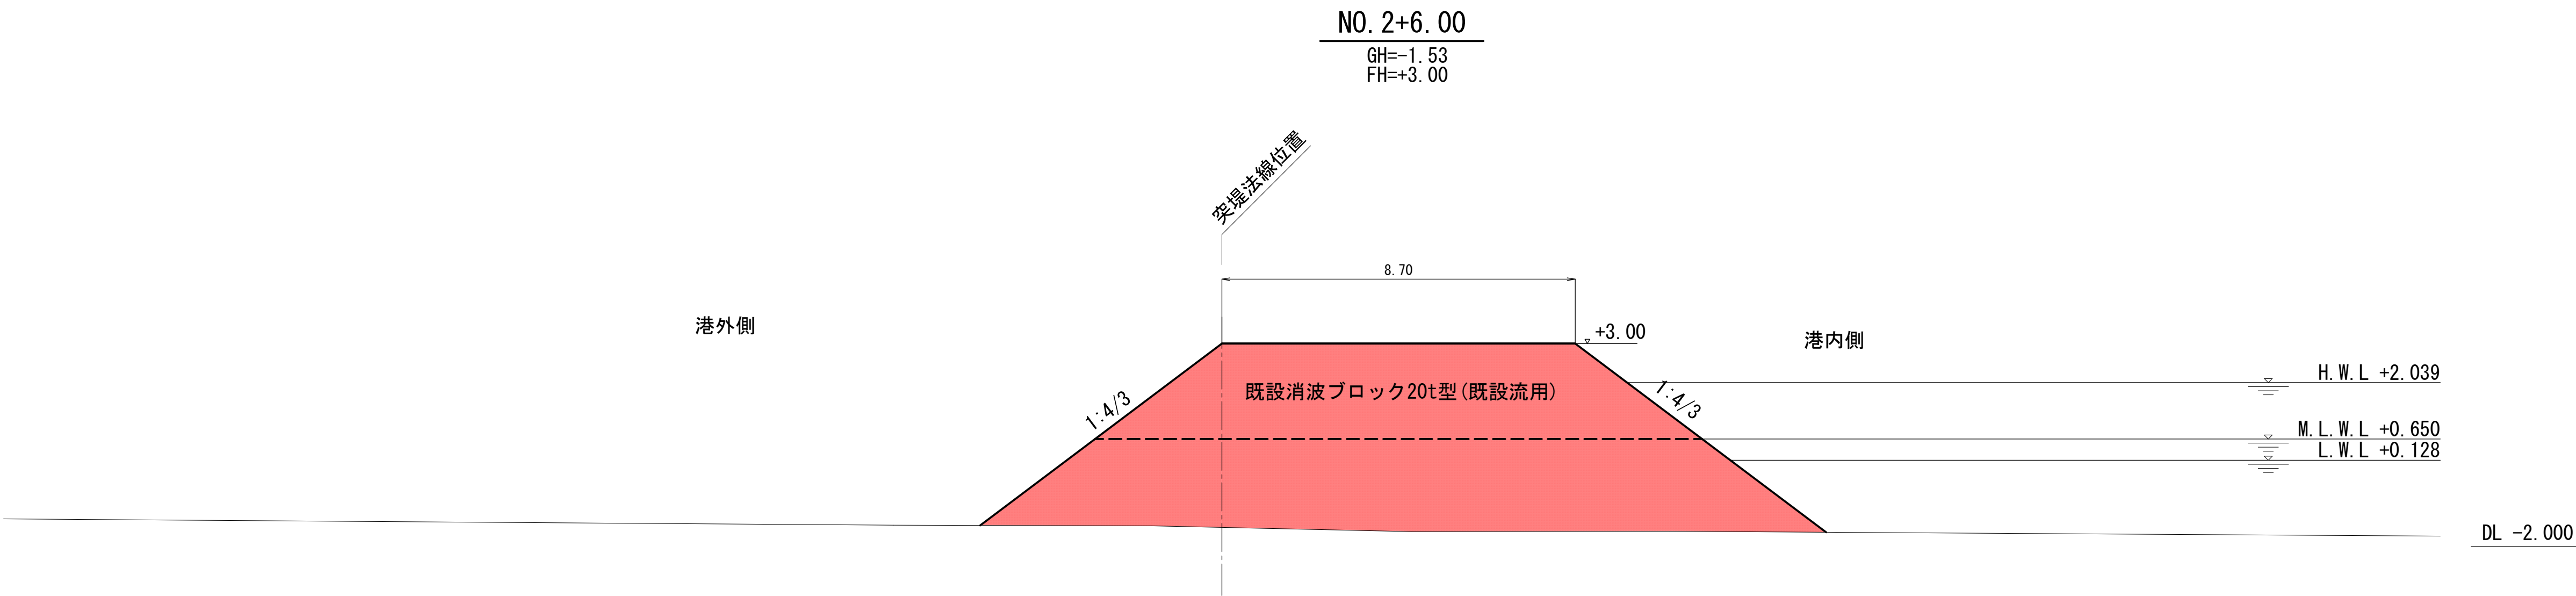 NO.2+6.00
GH=-1.53
FH=+3.00
突堤法線位置
8.70
港外側
+3.00
港内側
H.W.L +2.039
既設消波ブロック20t型(既設流用)
1:4/3
1:4/3
M.L.W.L +0.650
L.W.L +0.128
DL -2.000